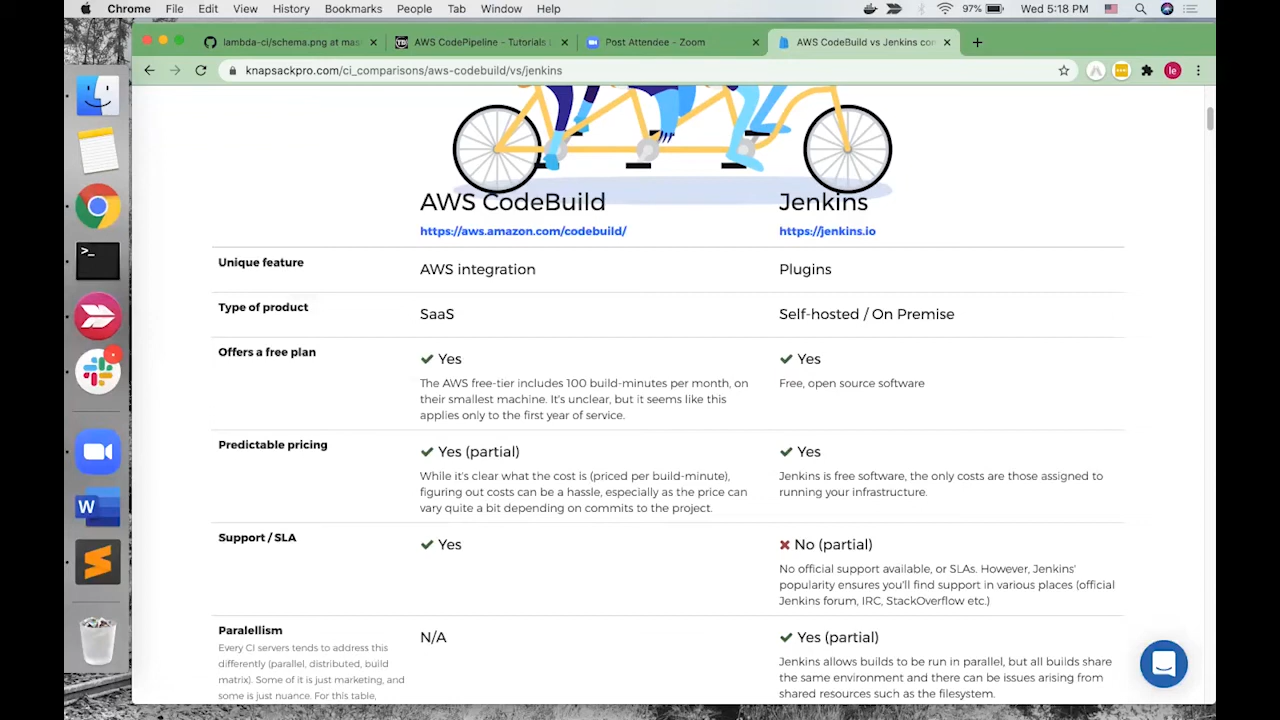 Chrome File Edit View History Bookmarks People Tab Window Help 97% Wed 5:18 PM
lambda-ci/schema.png at mas
AWS CodePipeline – Tutorials
Post Attendee – Zoom
AWS CodeBuild vs Jenkins con
knapsackpro.com/ci_comparisons/aws-codebuild/vs/jenkins
le
AWS CodeBuild
Jenkins
https://aws.amazon.com/codebuild/
https://jenkins.io
Unique feature
AWS integration
Plugins
Type of product
SaaS
Self-hosted / On Premise
Offers a free plan
Yes
The AWS free-tier includes 100 build-minutes per month, on
their smallest machine. It's unclear, but it seems like this
applies only to the first year of service.
Yes
Free, open source software
Predictable pricing
Yes (partial)
While it's clear what the cost is (priced per build-minute),
figuring out costs can be a hassle, especially as the price can
vary quite a bit depending on commits to the project.
Yes
Jenkins is free software, the only costs are those assigned to
running your infrastructure.
Support / SLA
Yes
No (partial)
No official support available, or SLAs. However, Jenkins'
popularity ensures you'll find support in various places (official
Jenkins forum, IRC, StackOverflow etc.)
Paralellism
Every CI servers tends to address this
differently (parallel, distributed, build
matrix). Some of it is just marketing, and
some is just nuance. For this table,
N/A
Yes (partial)
Jenkins allows builds to be run in parallel, but all builds share
the same environment and there can be issues arising from
shared resources such as the filesystem.
W